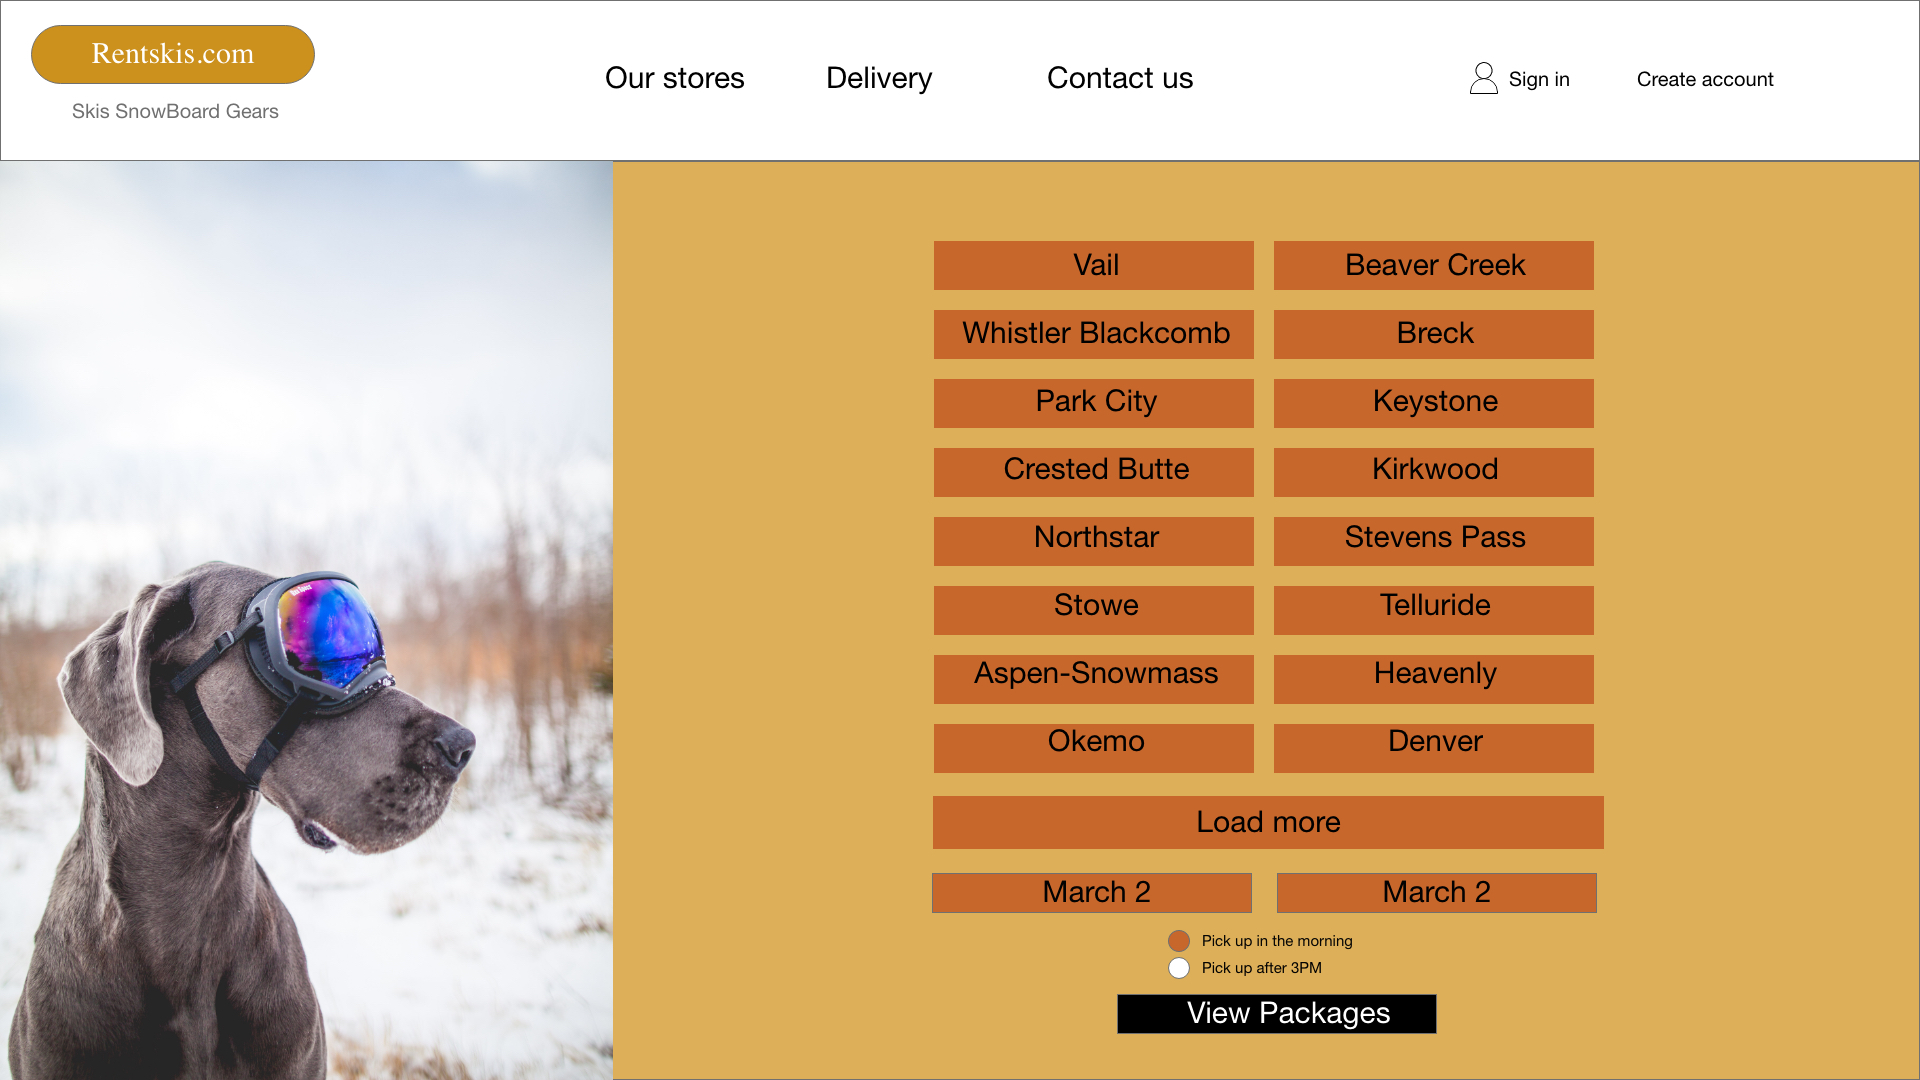 Rentskis.com
Skis SnowBoard Gears
Our stores
Delivery
Contact us
Sign in
Create account
Vail
Beaver Creek
Whistler Blackcomb
Breck
Park City
Keystone
Crested Butte
Kirkwood
Northstar
Stevens Pass
Stowe
Telluride
Aspen-Snowmass
Heavenly
Okemo
Denver
Load more
March 2
March 2
Pick up in the morning
Pick up after 3PM
View Packages